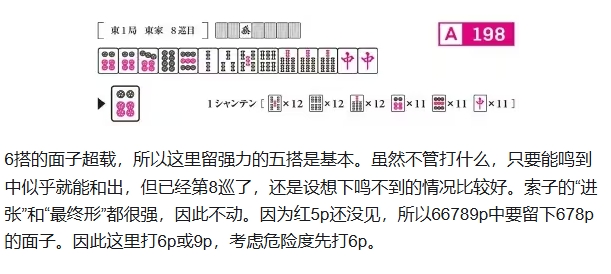 東1局 東家 8巡目
A 198
1シャンテン [ ×12 ×12 ×12 ×11 ×11 ×11]
6搭的面子超载，所以这里留强力的五搭是基本。虽然不管打什么，只要能鸣到
中似乎就能和出，但已经第8巡了，还是设想下鸣不到的情况比较好。索子的“进
张”和“最终形”都很强，因此不动。因为红5p还没见，所以66789p中要留下678p
的面子。因此这里打6p或9p，考虑危险度先打6p。